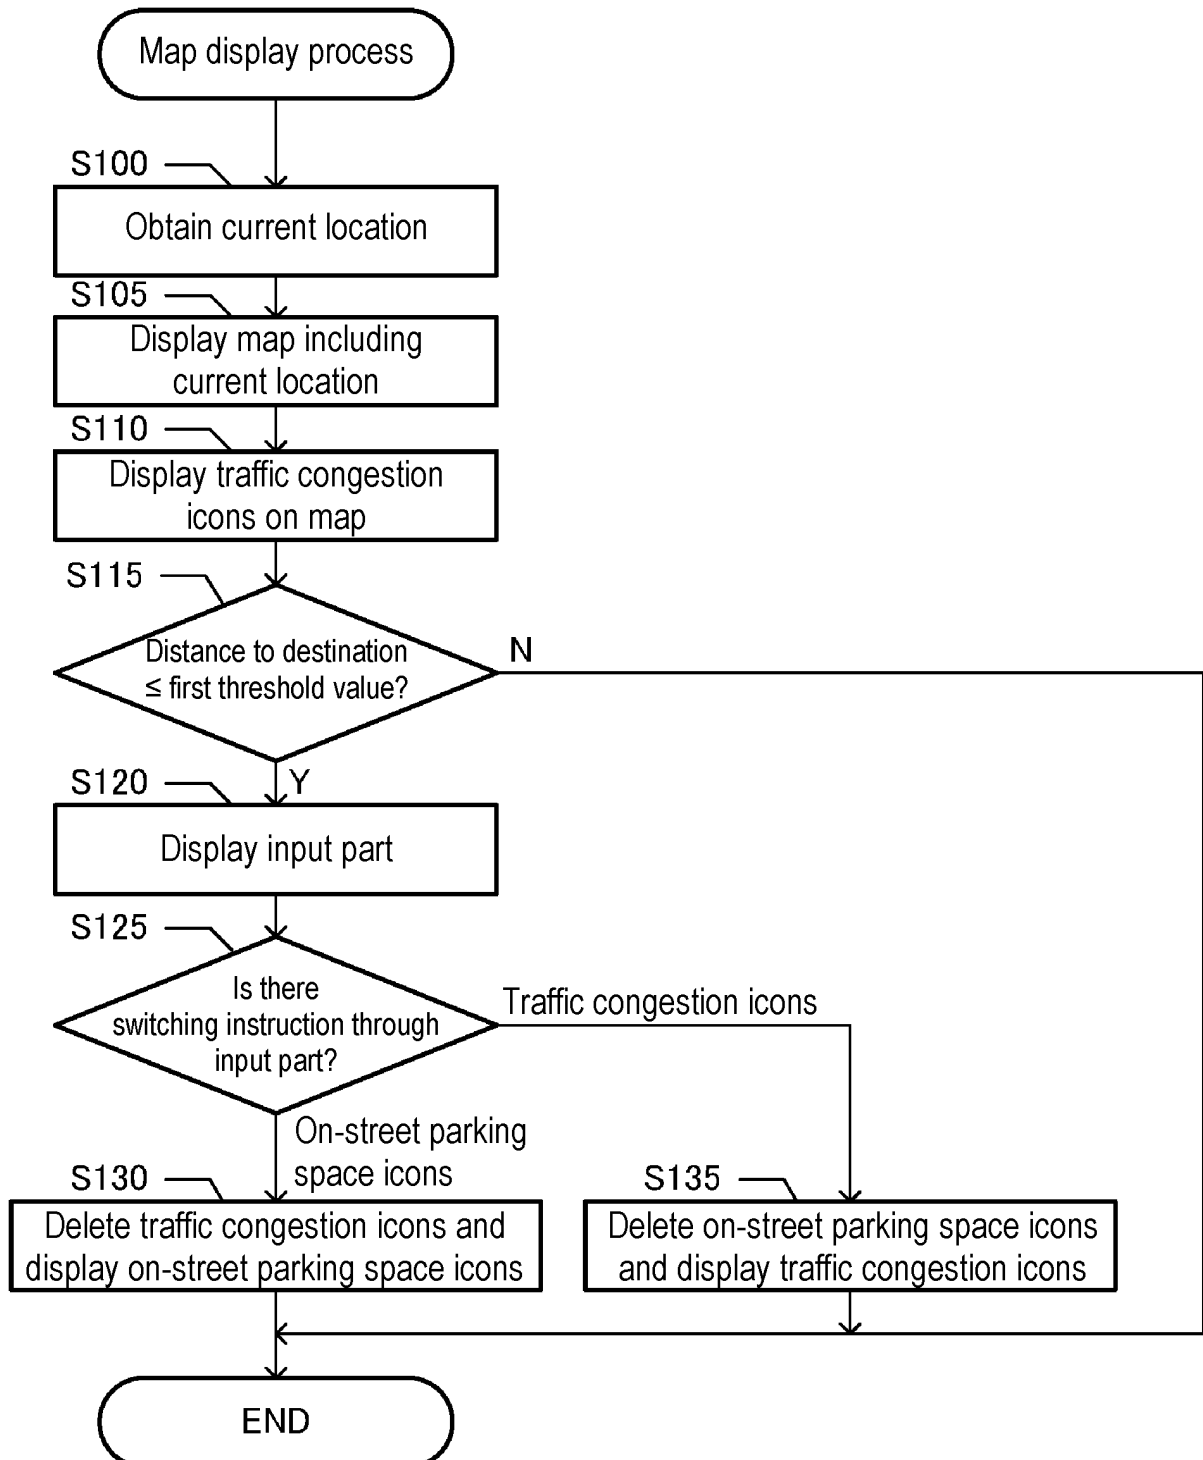 Map display process
S100
Obtain current location
S105
Display map including
current location
S110
Display traffic congestion
icons on map
S115
Distance to destination
≤ first threshold value?
N
Y
S120
Display input part
S125
Is there
switching instruction through
input part?
Traffic congestion icons
On-street parking
space icons
S130
Delete traffic congestion icons and
display on-street parking space icons
S135
Delete on-street parking space icons
and display traffic congestion icons
END